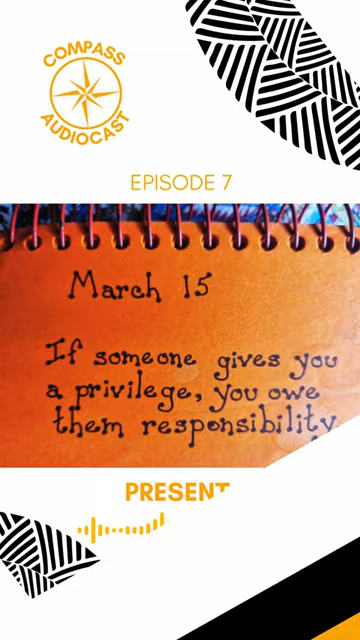 COMPASS
AUDIOCAST
EPISODE 7
March 15
If someone gives you
a privilege, you owe
them responsibility
PRESENT